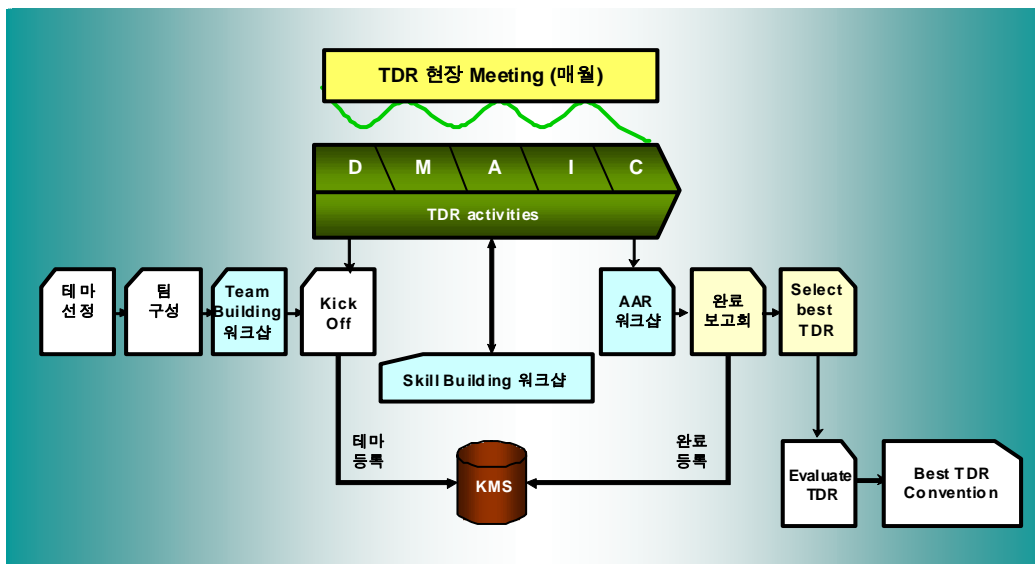 TDR 현장 Meeting (매월)
D M A I C
TDR activities
테마
선정
팀
구성
Team
Building
워크샵
Kick
Off
AAR
워크샵
완료
보고회
Select
best
TDR
Skill Building 워크샵
테마
등록
완료
등록
KMS
Evaluate
TDR
Best TDR
Convention